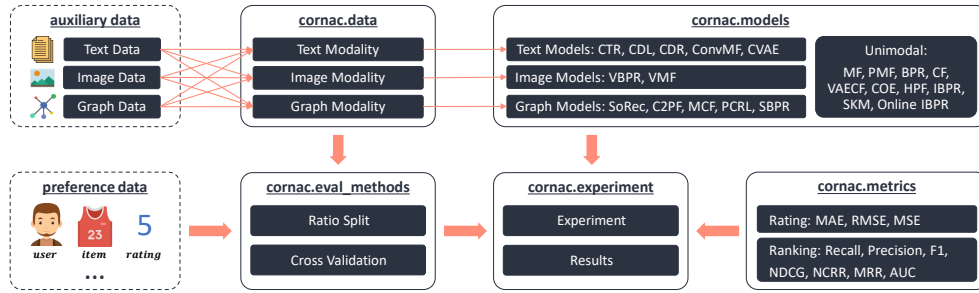 auxiliary data
Text Data
Image Data
Graph Data
cornac.data
Text Modality
Image Modality
Graph Modality
cornac.models
Text Models: CTR, CDL, CDR, ConvMF, CVAE
Image Models: VBPR, VMF
Graph Models: SoRec, C2PF, MCF, PCRL, SBPR
Unimodal:
MF, PMF, BPR, CF,
VAECF, COE, HPF, IBPR,
SKM, Online IBPR
preference data
23
5
user
item
rating
...
cornac.eval_methods
Ratio Split
Cross Validation
cornac.experiment
Experiment
Results
cornac.metrics
Rating: MAE, RMSE, MSE
Ranking: Recall, Precision, F1,
NDCG, NCRR, MRR, AUC